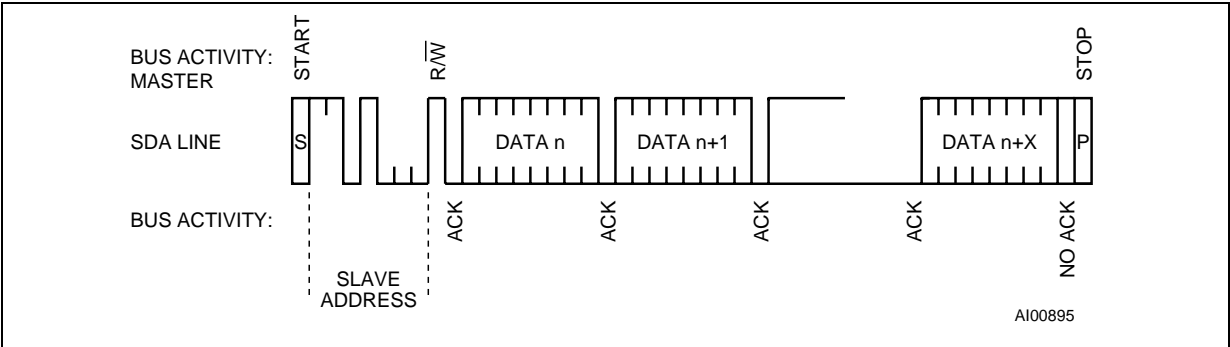 BUS ACTIVITY:
MASTER
START
R/W
STOP
SDA LINE
S
DATA n
DATA n+1
DATA n+X
P
BUS ACTIVITY:
ACK
ACK
ACK
ACK
NO ACK
SLAVE
ADDRESS
AI00895